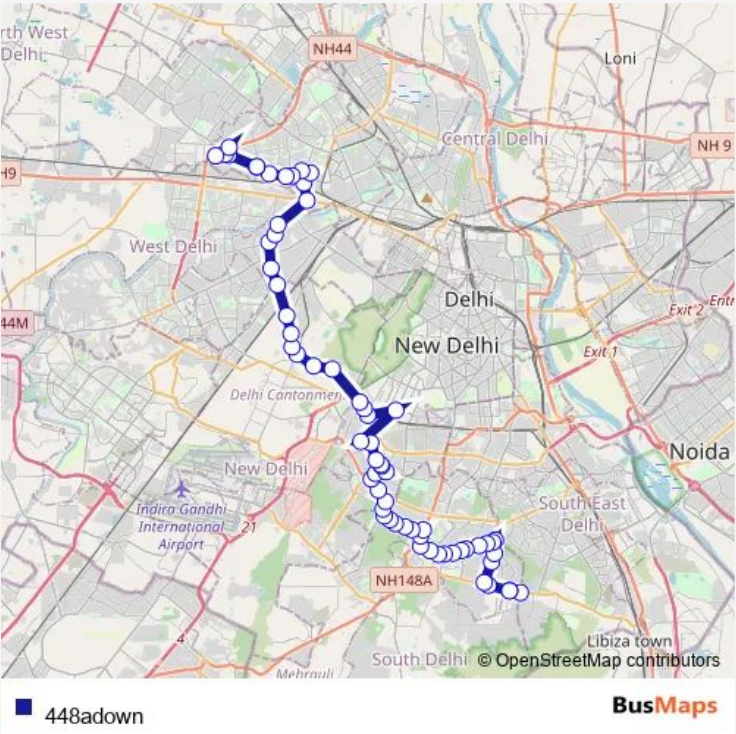 rth West
Delhi
NH44
Loni
Central Delhi
NH 9
H9
West Delhi
Delhi
Exit 2
Entr
44M
New Delhi
Exit 1
Delhi Cantonmen
Noida
New Delhi
Indira Gandhi
International
Airport
21
South East
Delhi
NH148A
4
Libiza town
South Delhi
© OpenStreetMap contributors
Mehrauli
448adown
BusMaps